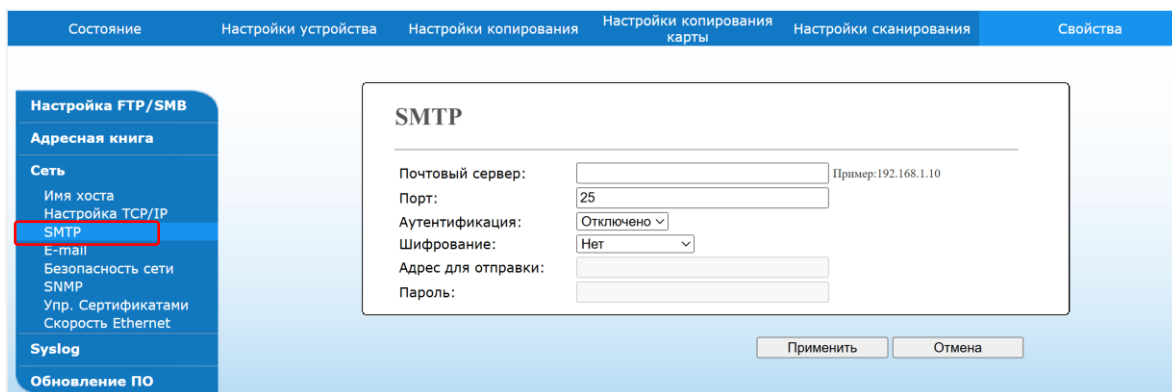 Состояние
Настройки устройства
Настройки копирования
Настройки копирования
карты
Настройки сканирования
Свойства
Настройка FTP/SMB
Адресная книга
Сеть
Имя хоста
Настройка TCP/IP
SMTP
E-mail
Безопасность сети
SNMP
Упр. Сертификатами
Скорость Ethernet
Syslog
Обновление ПО
SMTP
Почтовый сервер: Пример:192.168.1.10
Порт: 25
Аутентификация: Отключено
Шифрование: Нет
Адрес для отправки:
Пароль:
Применить
Отмена